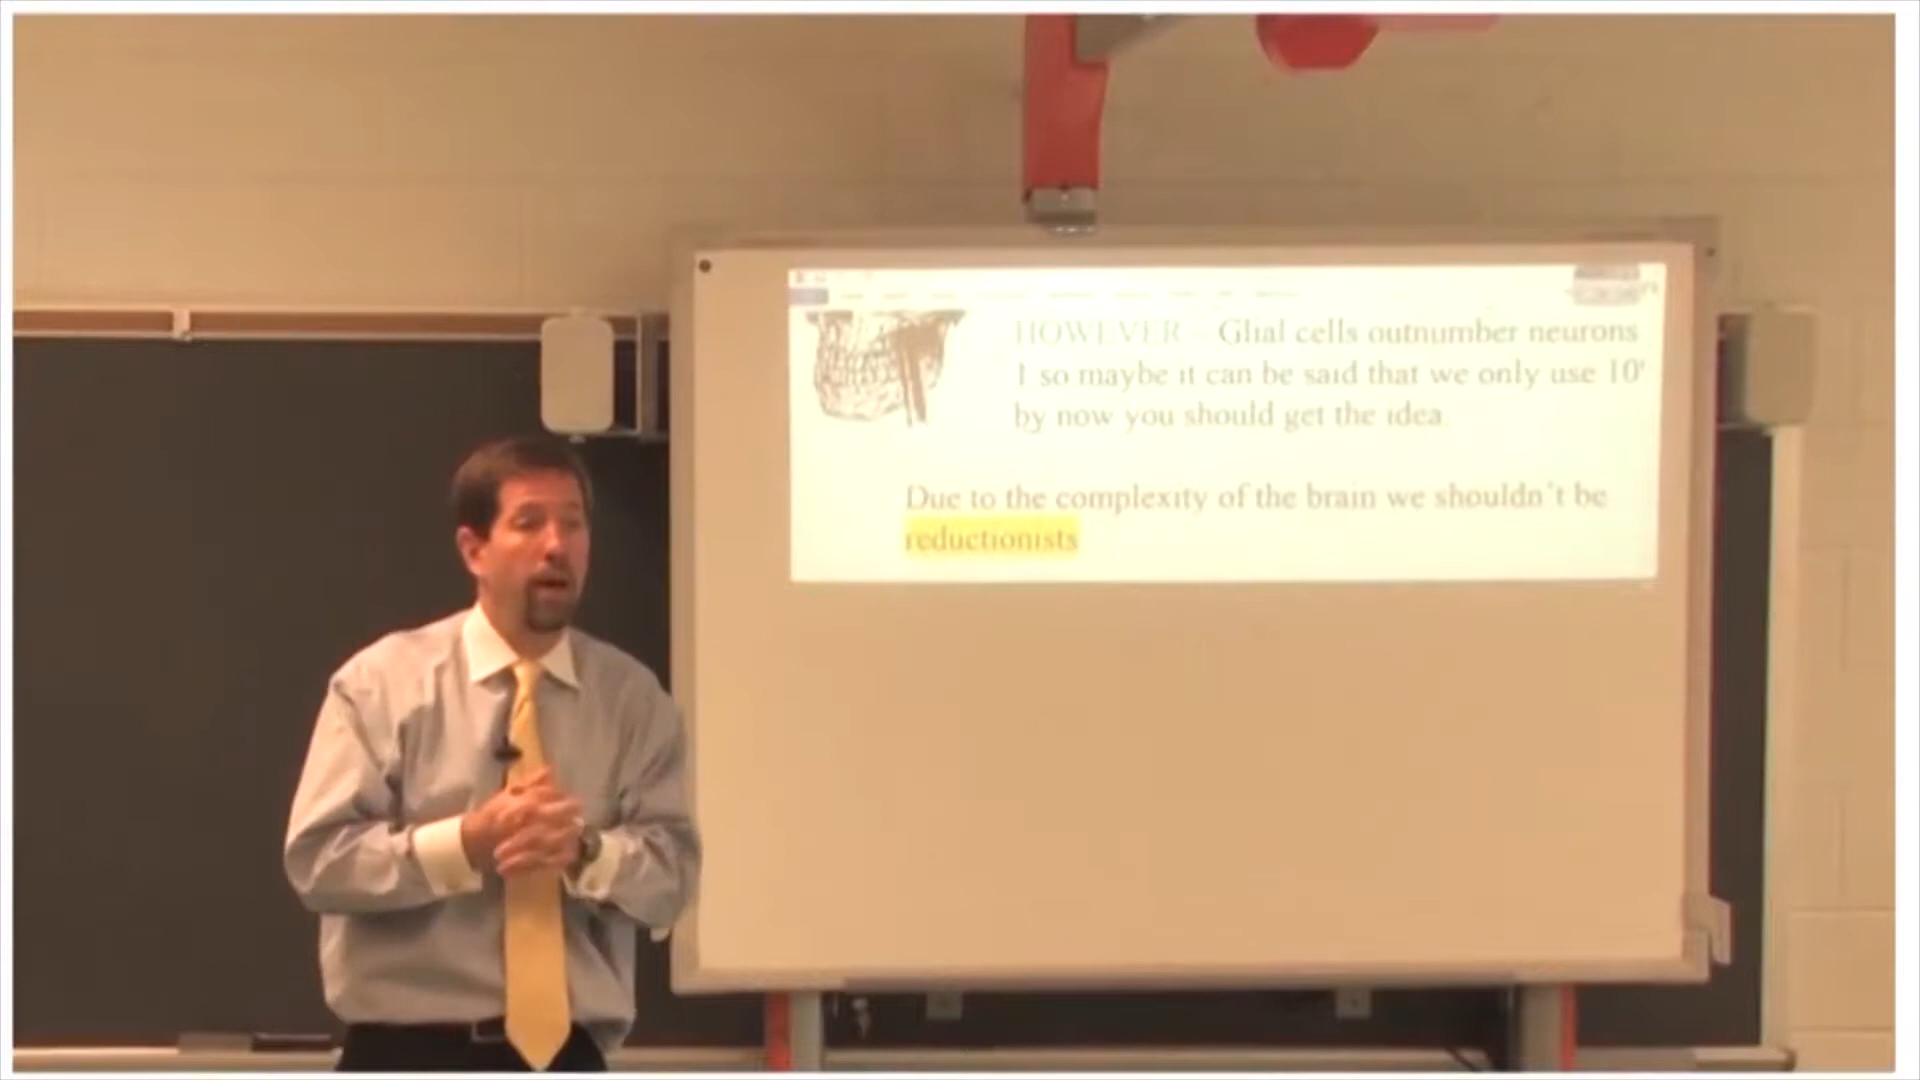 HOWEVER – Glial cells outnumber neurons
1 so maybe it can be said that we only use 10
by now you should get the idea.
Due to the complexity of the brain we shouldn't be
reductionists